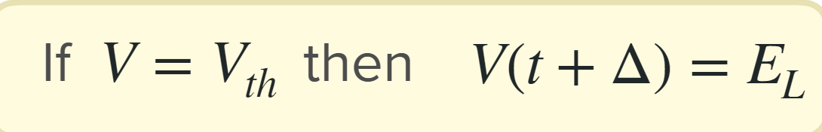 If V = V_th then V(t + Δ) = E_L